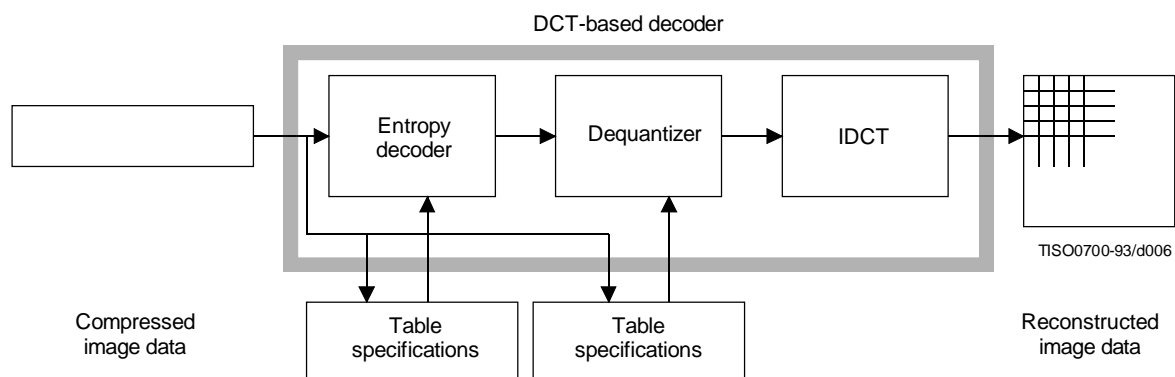 DCT-based decoder
Entropy
decoder
Dequantizer
IDCT
TISO0700-93/d006
Compressed
image data
Table
specifications
Table
specifications
Reconstructed
image data